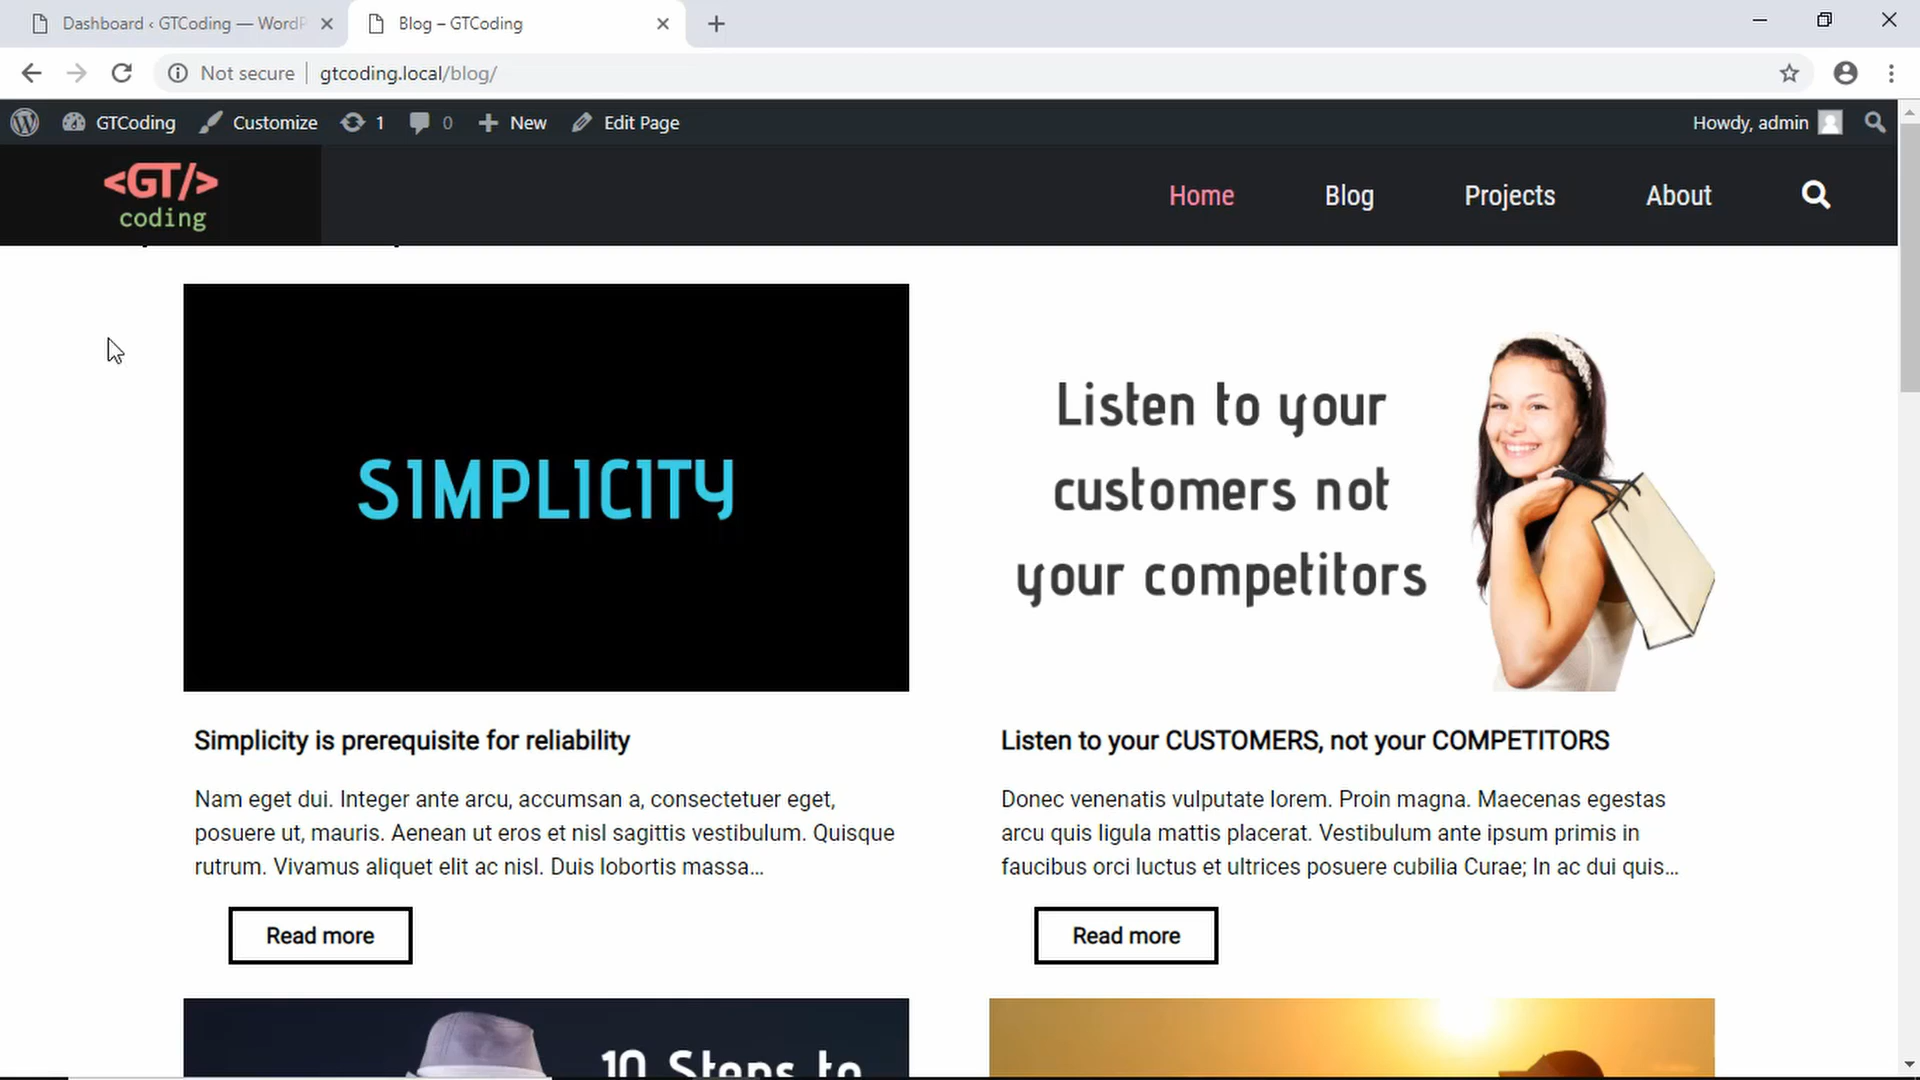 Dashboard ‹ GTCoding — WordP
Blog – GTCoding
Not secure
gtcoding.local/blog/
GTCoding
Customize
1
0
New
Edit Page
Howdy, admin
<GT/>
coding
Home
Blog
Projects
About
SIMPLICITY
Listen to your
customers not
your competitors
Simplicity is prerequisite for reliability
Nam eget dui. Integer ante arcu, accumsan a, consectetuer eget,
posuere ut, mauris. Aenean ut eros et nisl sagittis vestibulum. Quisque
rutrum. Vivamus aliquet elit ac nisl. Duis lobortis massa…
Read more
Listen to your CUSTOMERS, not your COMPETITORS
Donec venenatis vulputate lorem. Proin magna. Maecenas egestas
arcu quis ligula mattis placerat. Vestibulum ante ipsum primis in
faucibus orci luctus et ultrices posuere cubilia Curae; In ac dui quis…
Read more
10 Steps to